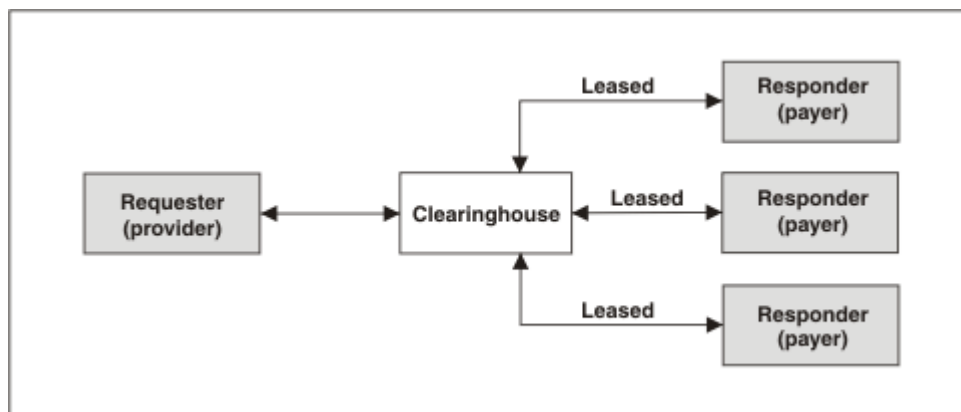 Leased
Responder
(payer)
Requester
(provider)
Clearinghouse
Leased
Responder
(payer)
Leased
Responder
(payer)